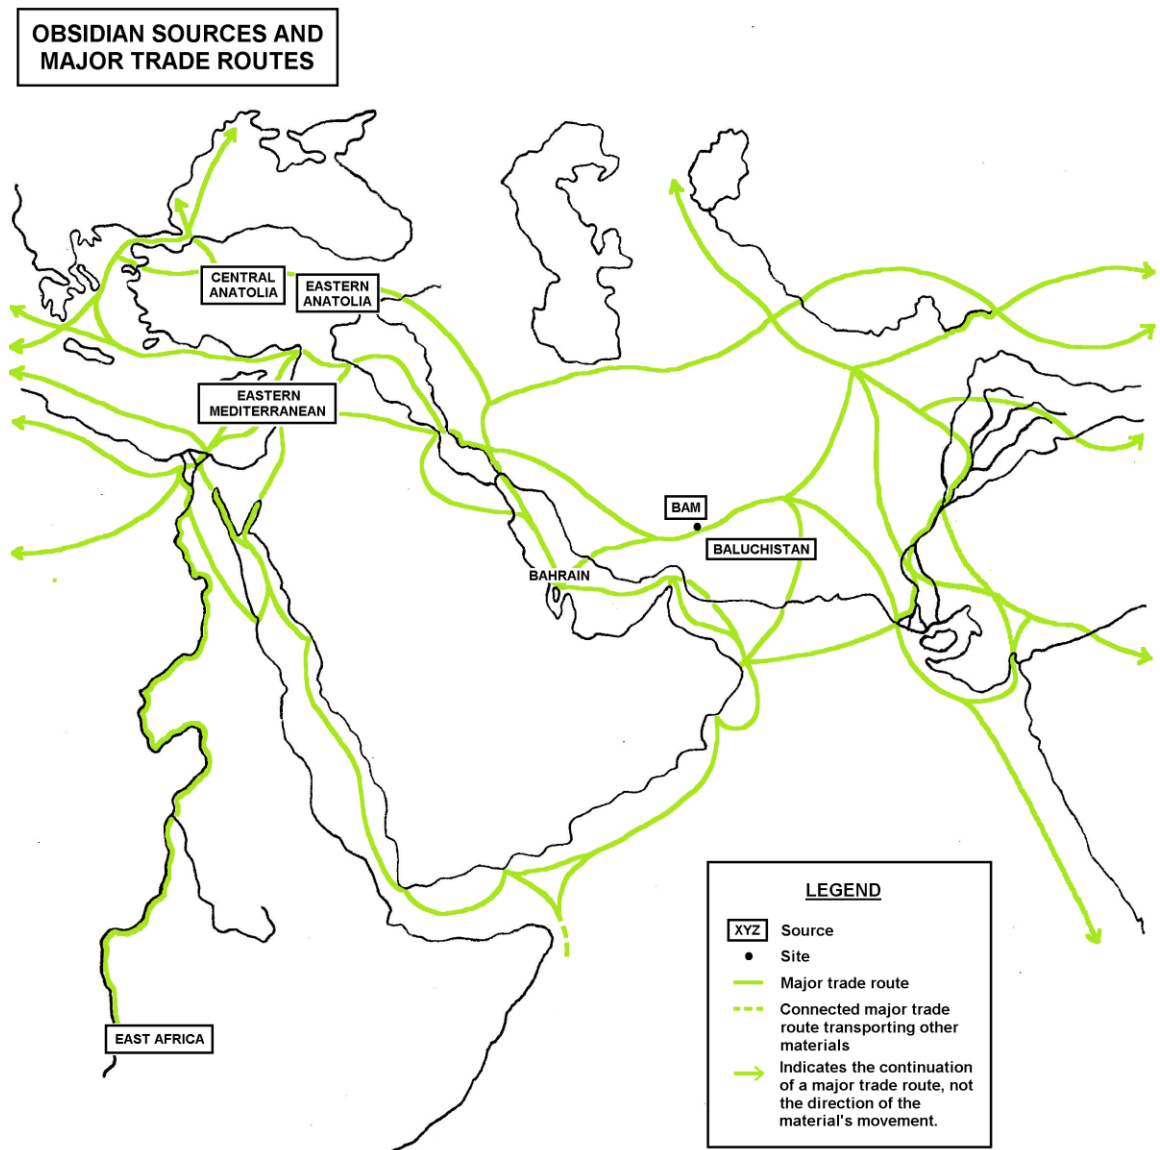 OBSIDIAN SOURCES AND
MAJOR TRADE ROUTES
CENTRAL
ANATOLIA
EASTERN
ANATOLIA
EASTERN
MEDITERRANEAN
BAM
BALUCHISTAN
BAHRAIN
EAST AFRICA
LEGEND
XYZ Source
Site
Major trade route
Connected major trade
route transporting other
materials
Indicates the continuation
of a major trade route, not
the direction of the
material's movement.